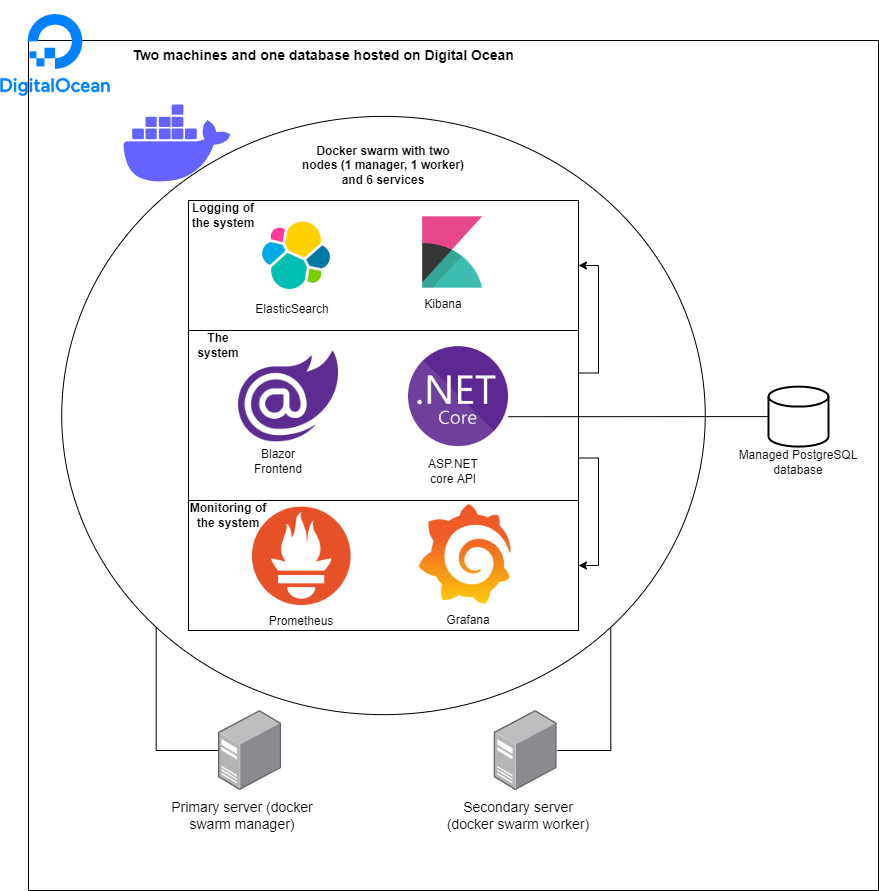 DigitalOcean
Two machines and one database hosted on Digital Ocean
Docker swarm with two
nodes (1 manager, 1 worker)
and 6 services
Logging of
the system
ElasticSearch
Kibana
The
system
@
.NET
Core
Blazor
Frontend
ASP.NET
core API
Managed PostgreSQL
database
Monitoring of
the system
Prometheus
Grafana
Primary server (docker
swarm manager)
Secondary server
(docker swarm worker)